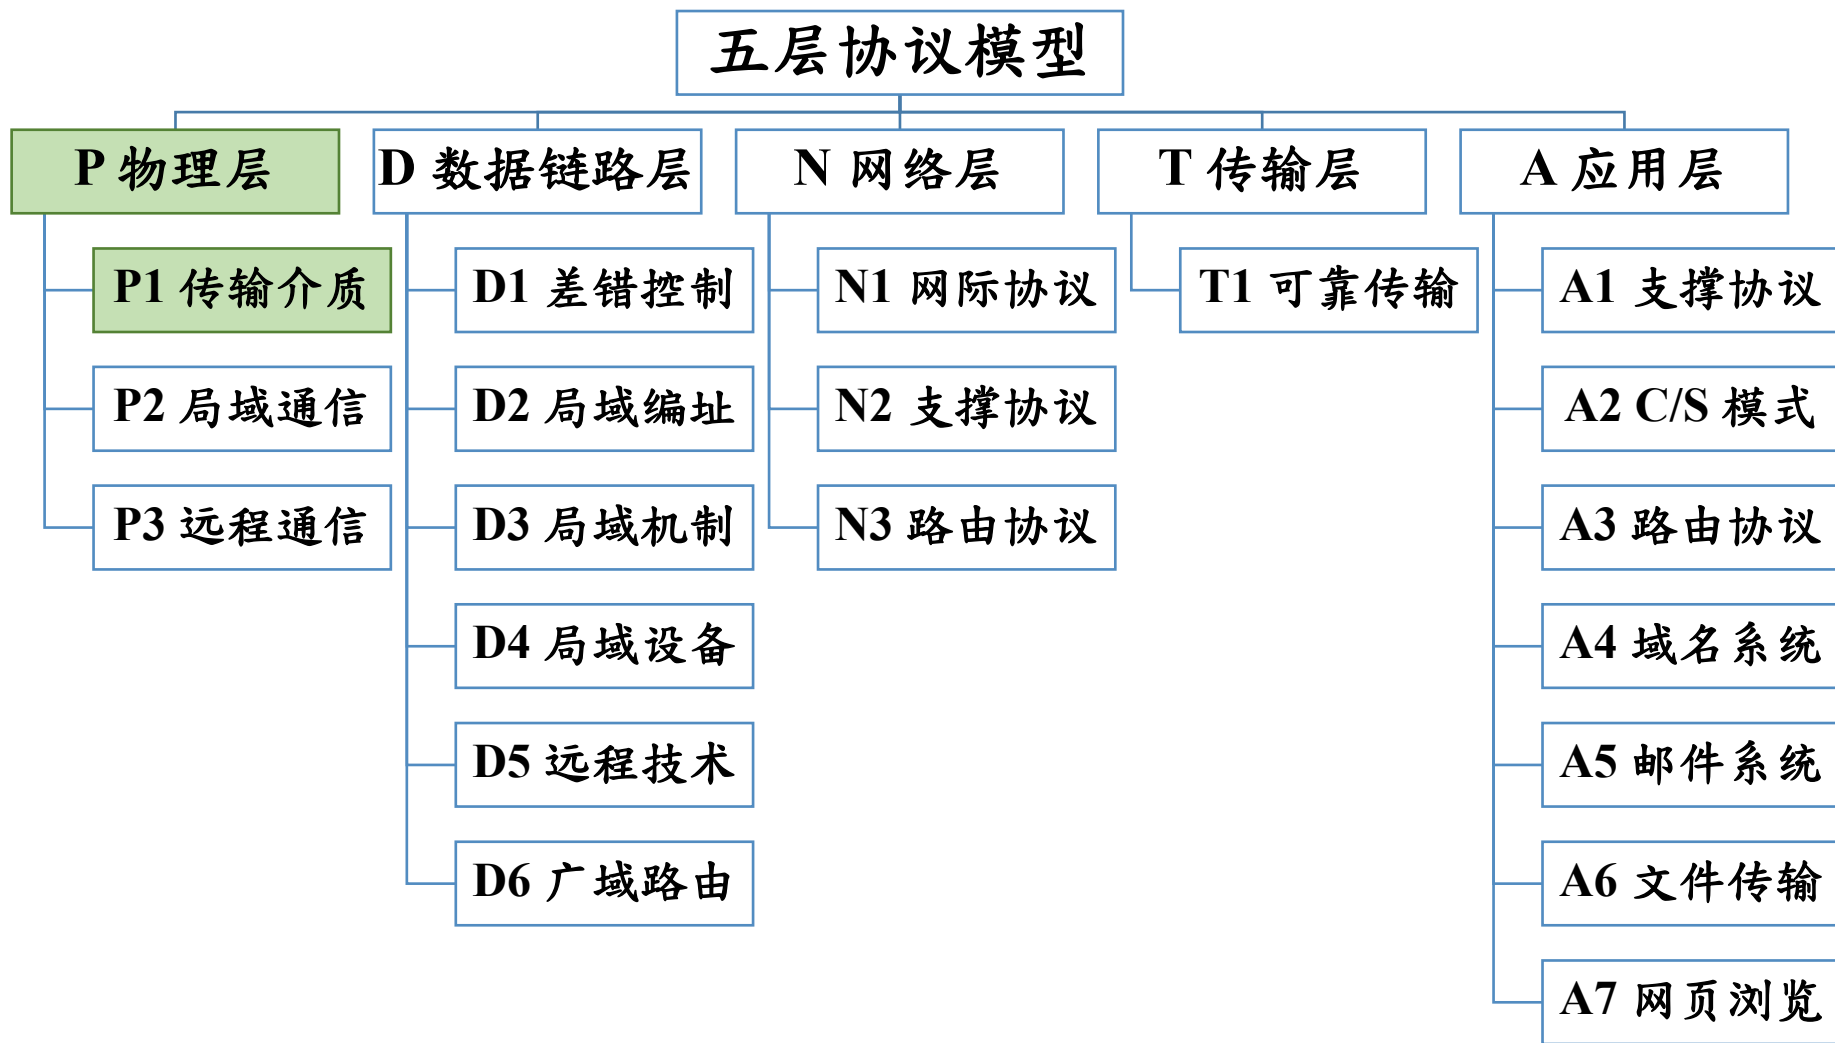 五层协议模型
P 物理层
D 数据链路层
N 网络层
T 传输层
A 应用层
P1 传输介质
P2 局域通信
P3 远程通信
D1 差错控制
D2 局域编址
D3 局域机制
D4 局域设备
D5 远程技术
D6 广域路由
N1 网际协议
N2 支撑协议
N3 路由协议
T1 可靠传输
A1 支撑协议
A2 C/S 模式
A3 路由协议
A4 域名系统
A5 邮件系统
A6 文件传输
A7 网页浏览